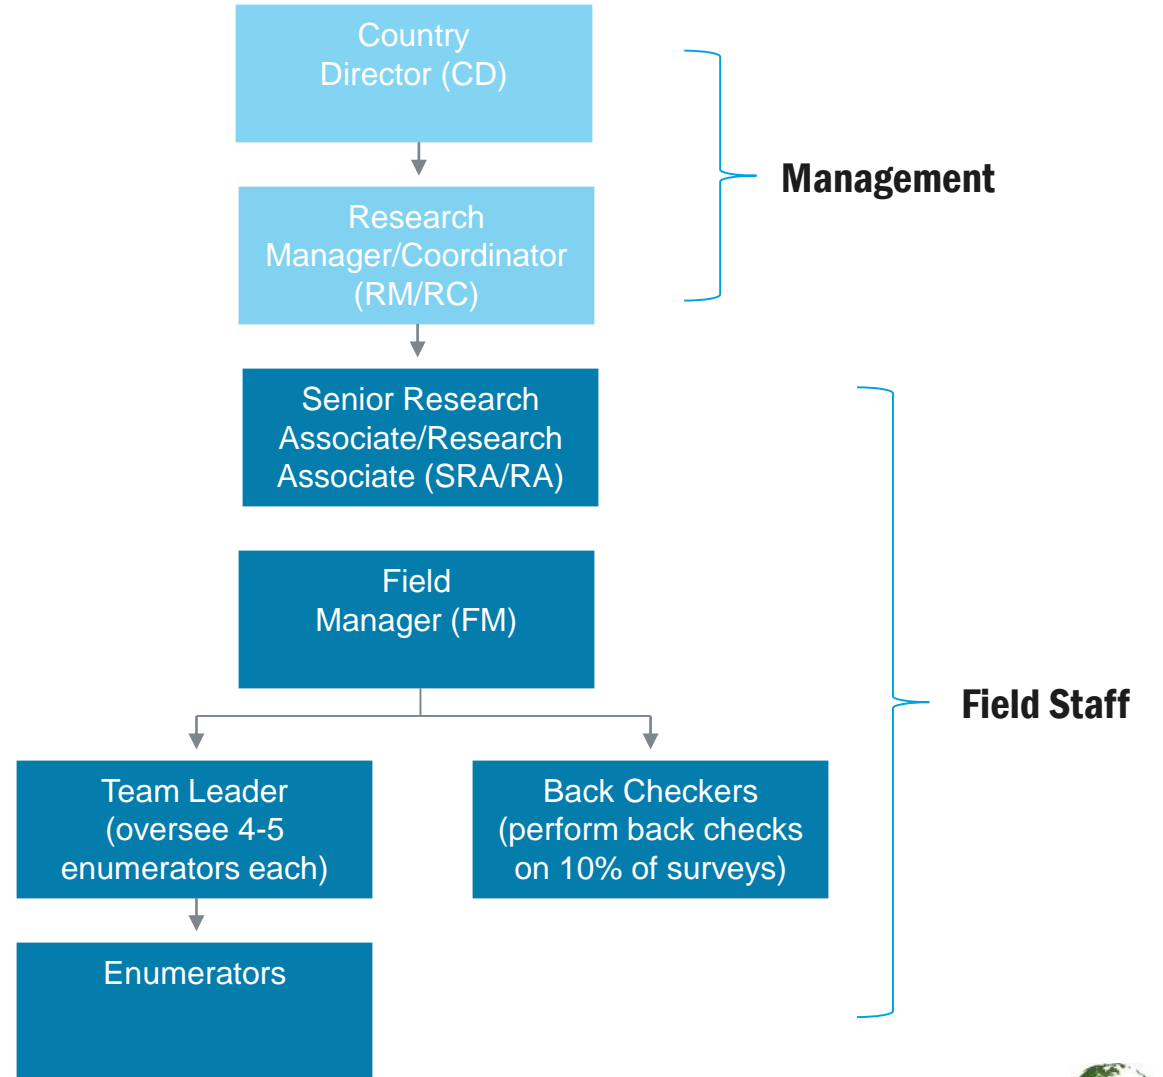 Country
Director (CD)
Management
Research
Manager/Coordinator
(RM/RC)
Senior Research
Associate/Research
Associate (SRA/RA)
Field
Manager (FM)
Field Staff
Team Leader
(oversee 4-5
enumerators each)
Back Checkers
(perform back checks
on 10% of surveys)
Enumerators